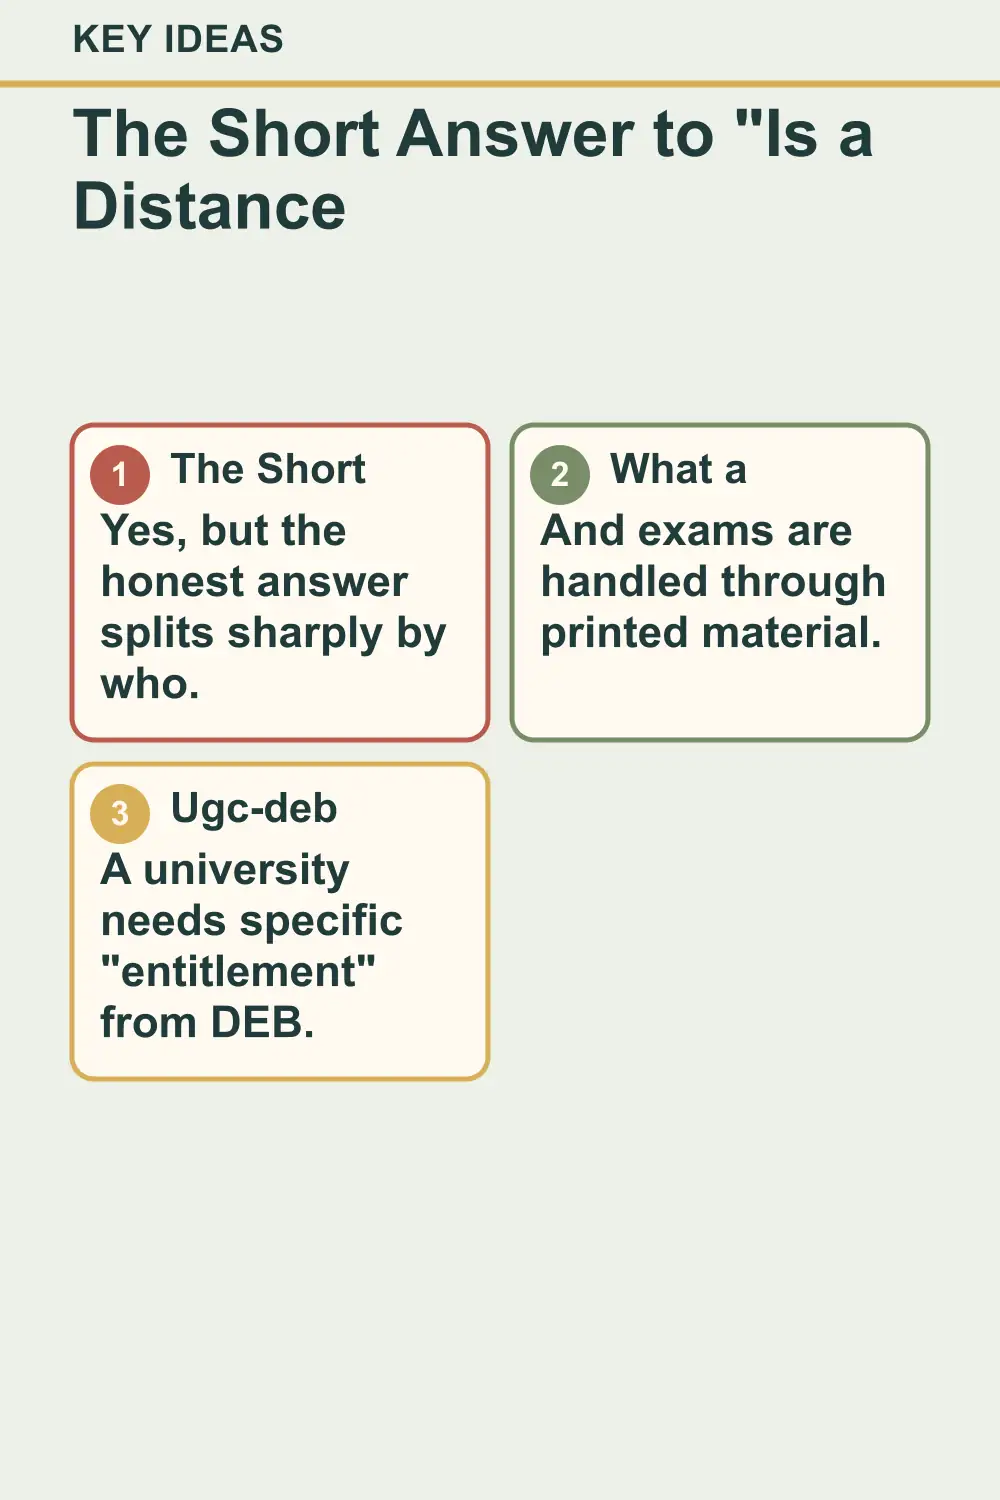 KEY IDEAS
The Short Answer to "Is a
Distance
1 The Short
Yes, but the
honest answer
splits sharply by
who.
2 What a
And exams are
handled through
printed material.
3 Ugc-deb
A university
needs specific
"entitlement"
from DEB.